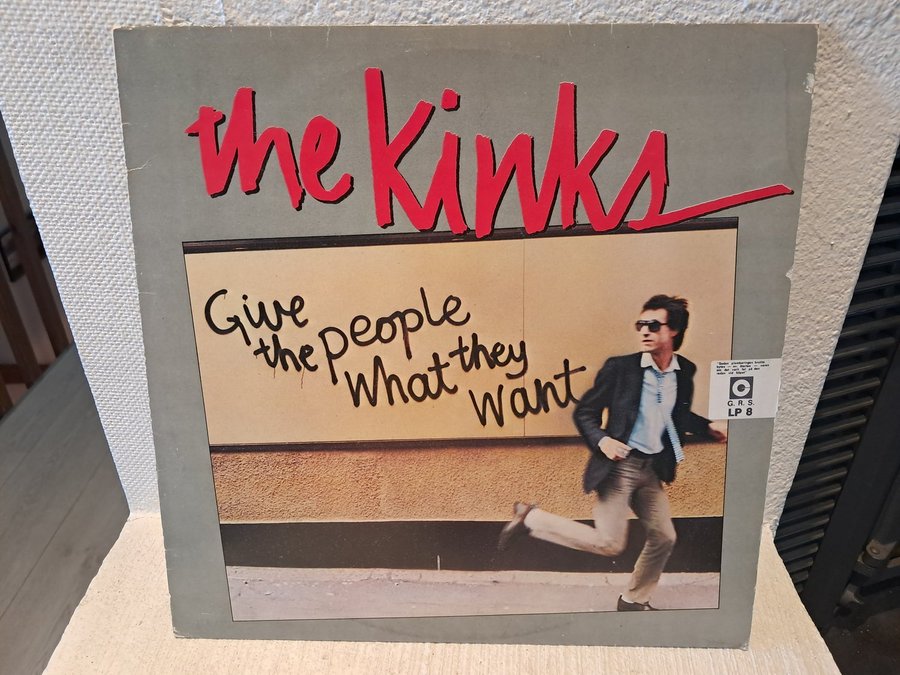 the kinks
Give
the people
What they
Want
C
G. R. S.
LP 8